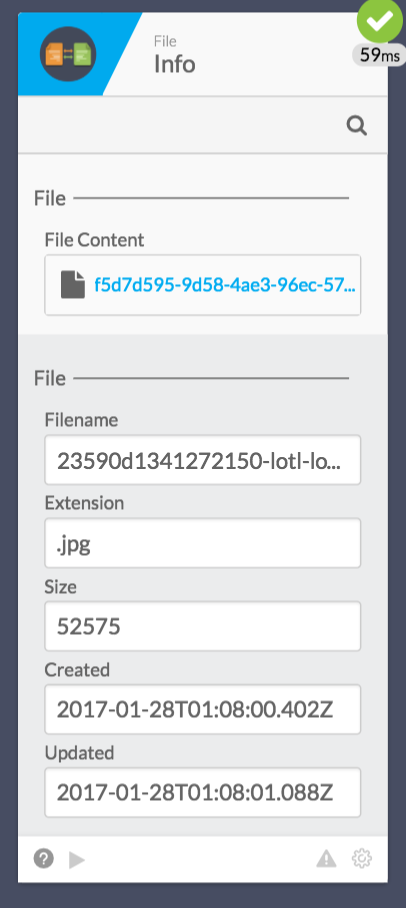 File
Info
59ms
File
File Content
f5d7d595-9d58-4ae3-96ec-57...
File
Filename
23590d1341272150-lotl-lo...
Extension
.jpg
Size
52575
Created
2017-01-28T01:08:00.402Z
Updated
2017-01-28T01:08:01.088Z